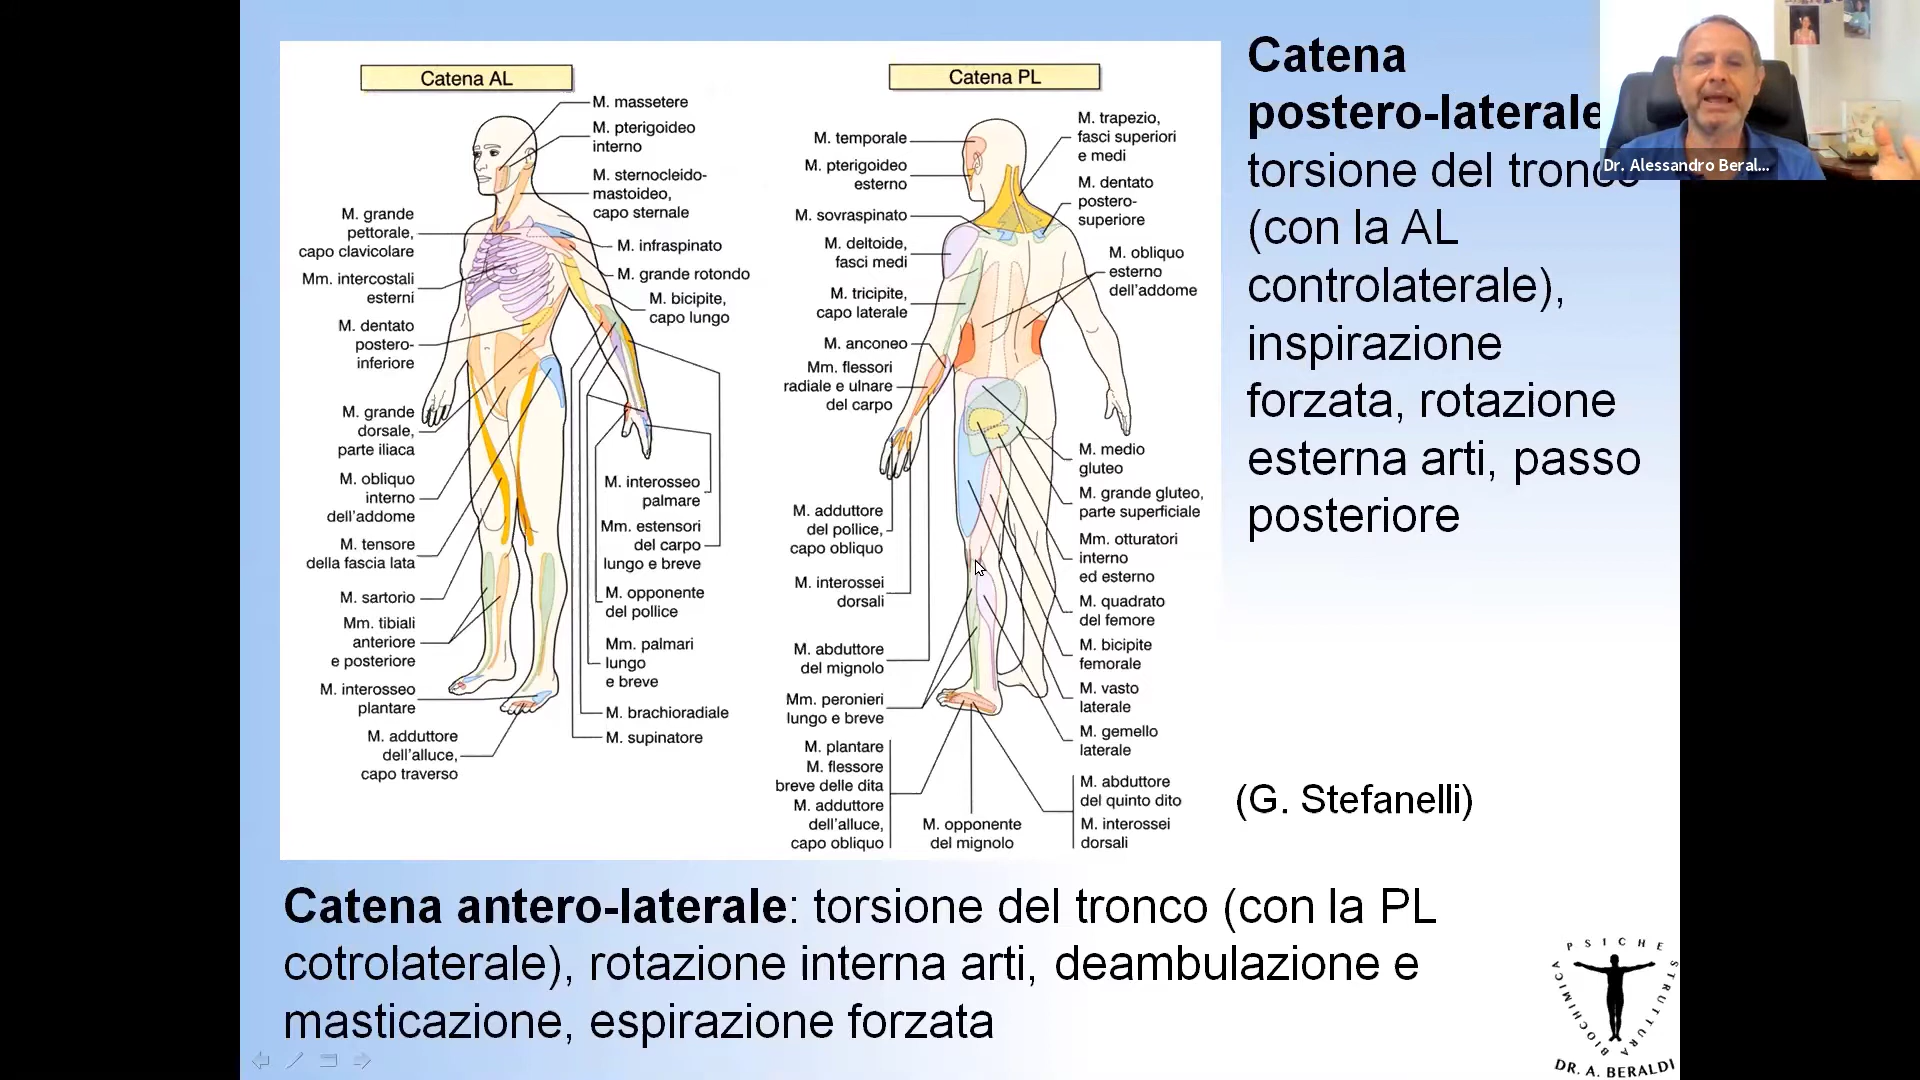 Catena AL
M. massetere
M. pterigoideo
interno
M. sternocleido-
mastoideo,
capo sternale
M. infraspinato
M. grande rotondo
M. bicipite,
capo lungo
M. grande
pettorale,
capo clavicolare
Mm. intercostali
esterni
M. dentato
postero-
inferiore
M. grande
dorsale,
parte iliaca
M. obliquo
interno
dell'addome
M. tensore
della fascia lata
M. sartorio
Mm. tibiali
anteriore
e posteriore
M. interosseo
plantare
M. adduttore
dell'alluce,
capo traverso
M. interosseo
palmare
Mm. estensori
del carpo
lungo e breve
M. opponente
del pollice
Mm. palmari
lungo
e breve
M. brachioradiale
M. supinatore
Catena PL
M. temporale
M. pterigoideo
esterno
M. sovraspinato
M. deltoide,
fasci medi
M. tricipite,
capo laterale
M. anconeo
Mm. flessori
radiale e ulnare
del carpo
M. adduttore
del pollice,
capo obliquo
M. interossei
dorsali
M. abduttore
del mignolo
Mm. peronieri
lungo e breve
M. plantare
M. flessore
breve delle dita
M. adduttore
dell'alluce,
capo obliquo
M. opponente
del mignolo
M. trapezio,
fasci superiori
e medi
M. dentato
postero-
superiore
M. obliquo
esterno
dell'addome
M. medio
gluteo
M. grande gluteo,
parte superficiale
Mm. otturatori
interno
ed esterno
M. quadrato
del femore
M. bicipite
femorale
M. vasto
laterale
M. gemello
laterale
M. abduttore
del quinto dito
M. interossei
dorsali
Catena
postero-laterale
torsione del tronco
(con la AL
controlaterale),
inspirazione
forzata, rotazione
esterna arti, passo
posteriore
(G. Stefanelli)
Dr. Alessandro Beral...
Catena antero-laterale: torsione del tronco (con la PL
cotrolaterale), rotazione interna arti, deambulazione e
masticazione, espirazione forzata
PSICHE
STRUTTURA
BIOCHIMICA
DR. A. BERALDI